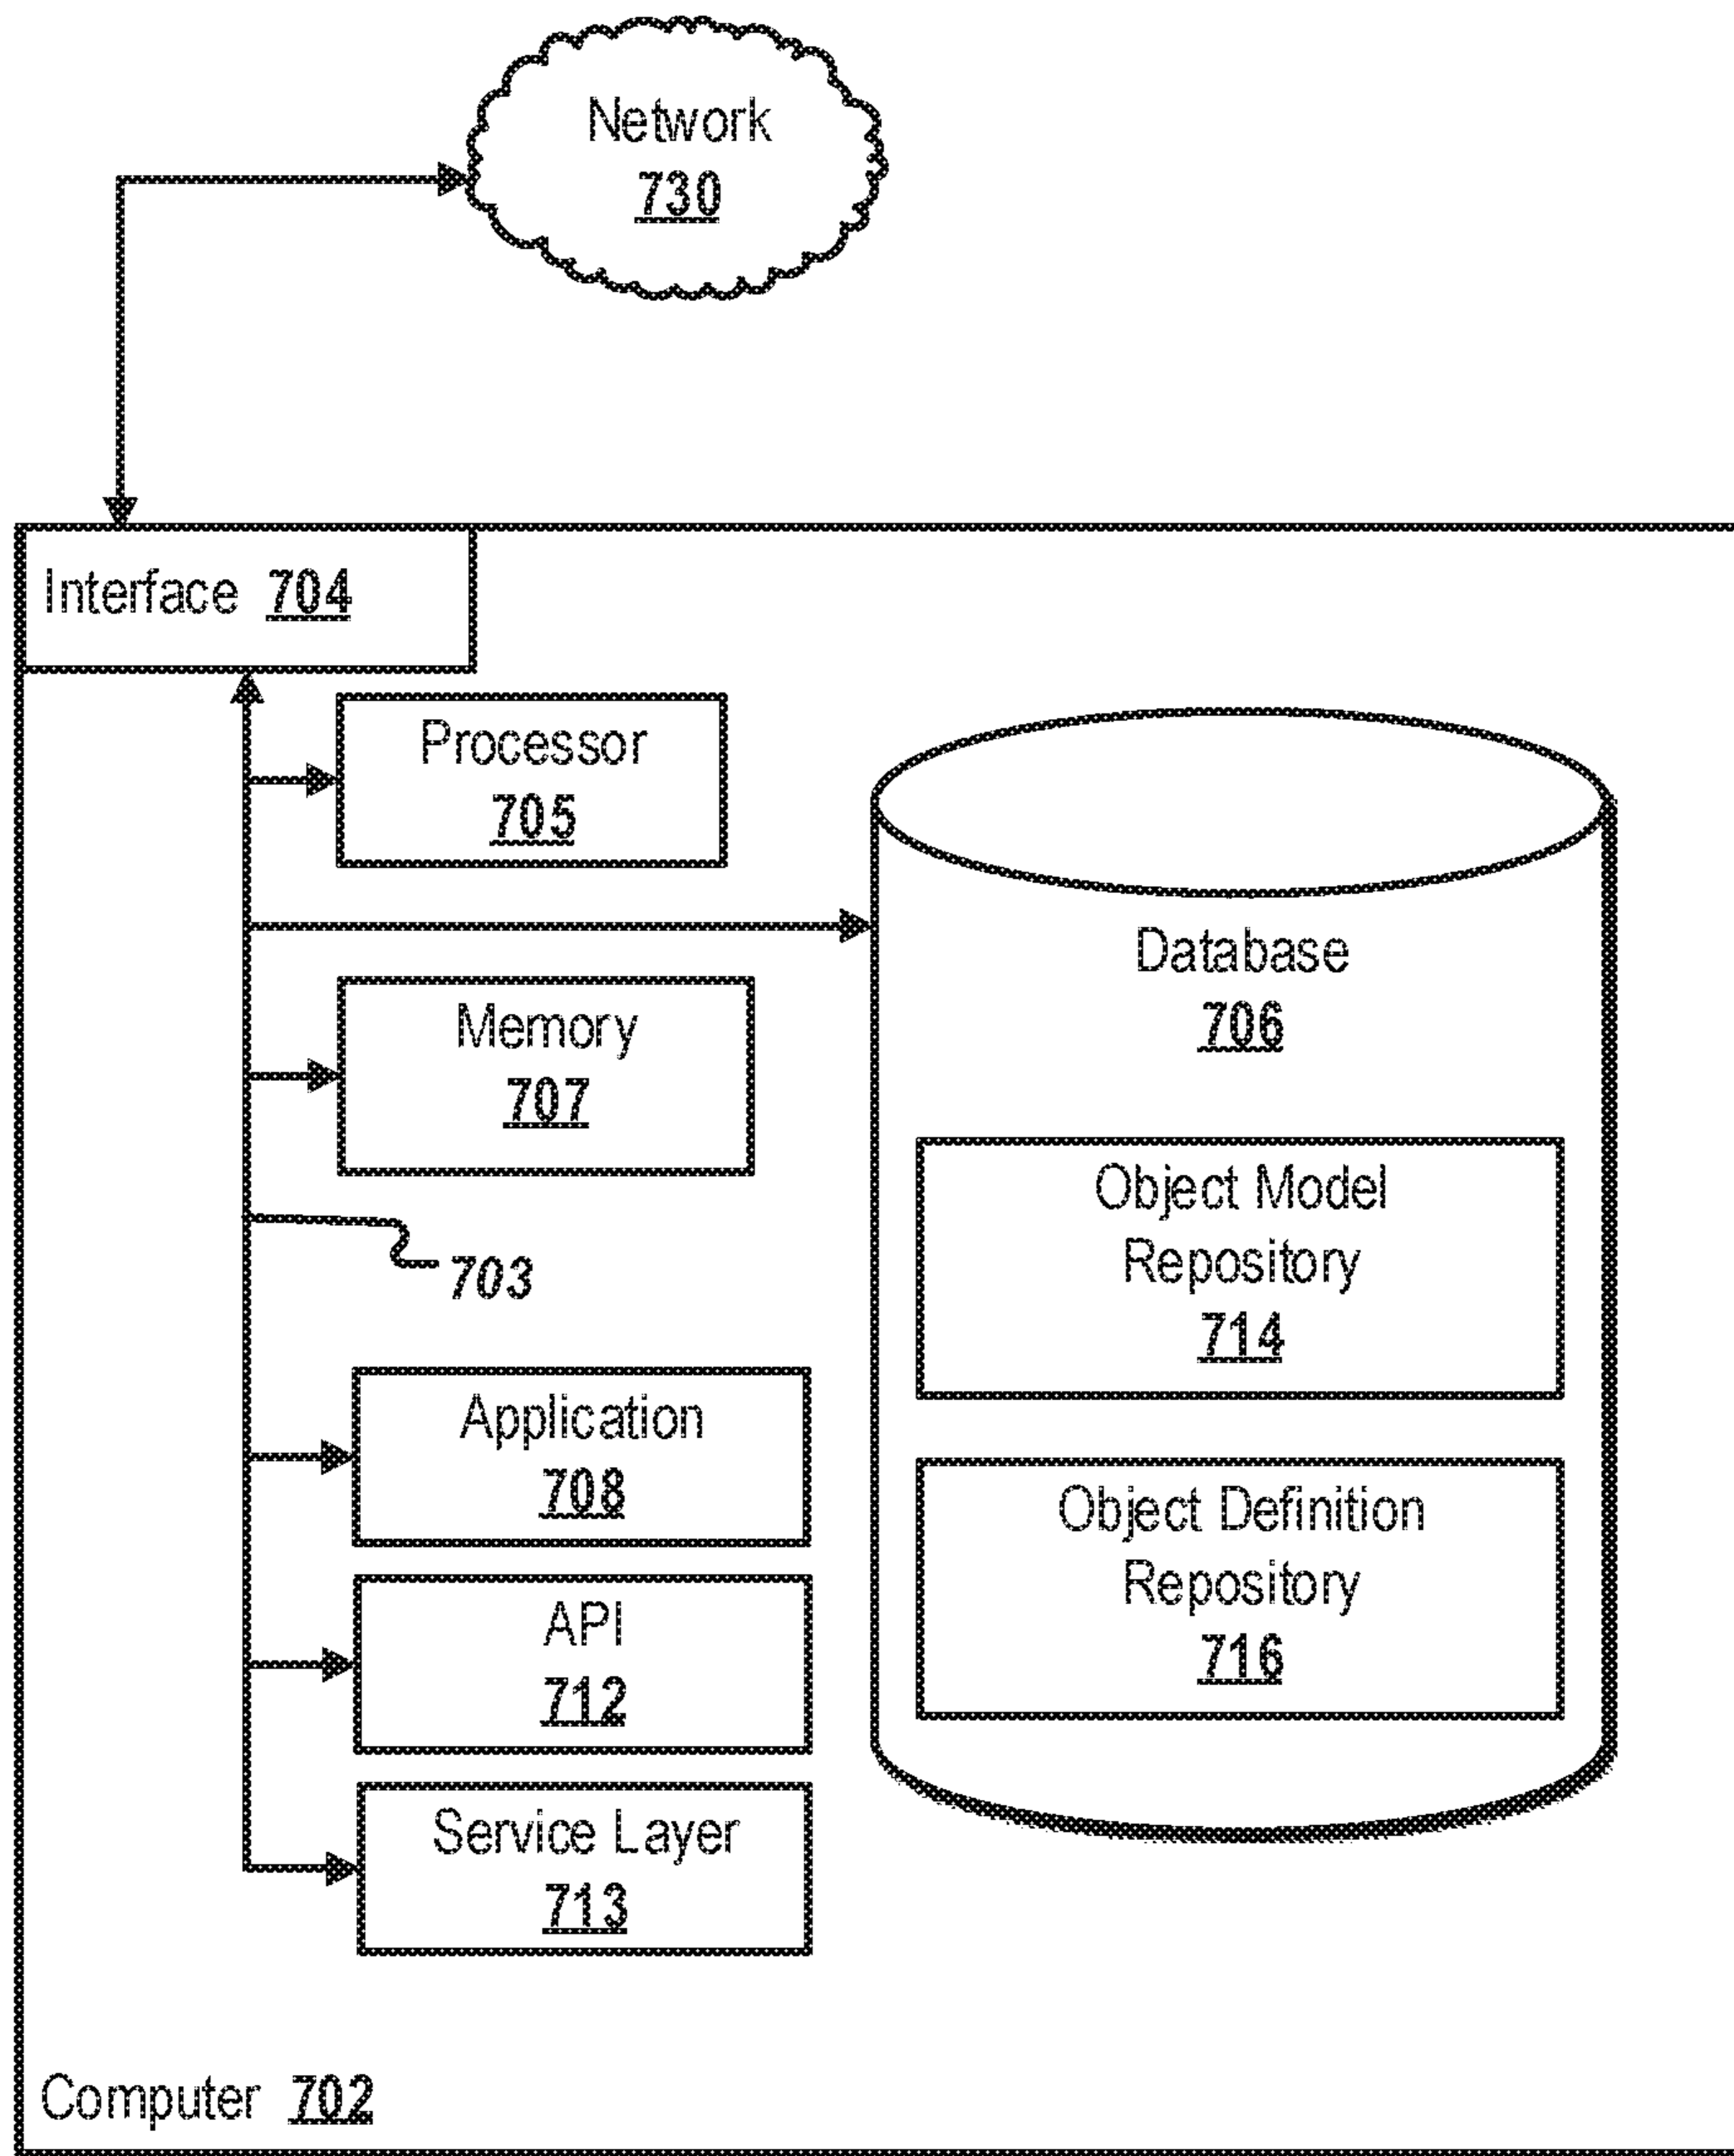 Network
730
Interface 704
Processor
705
Database
706
Memory
707
703
Object Model
Repository
714
Application
708
Object Definition
Repository
716
API
712
Service Layer
713
Computer 702